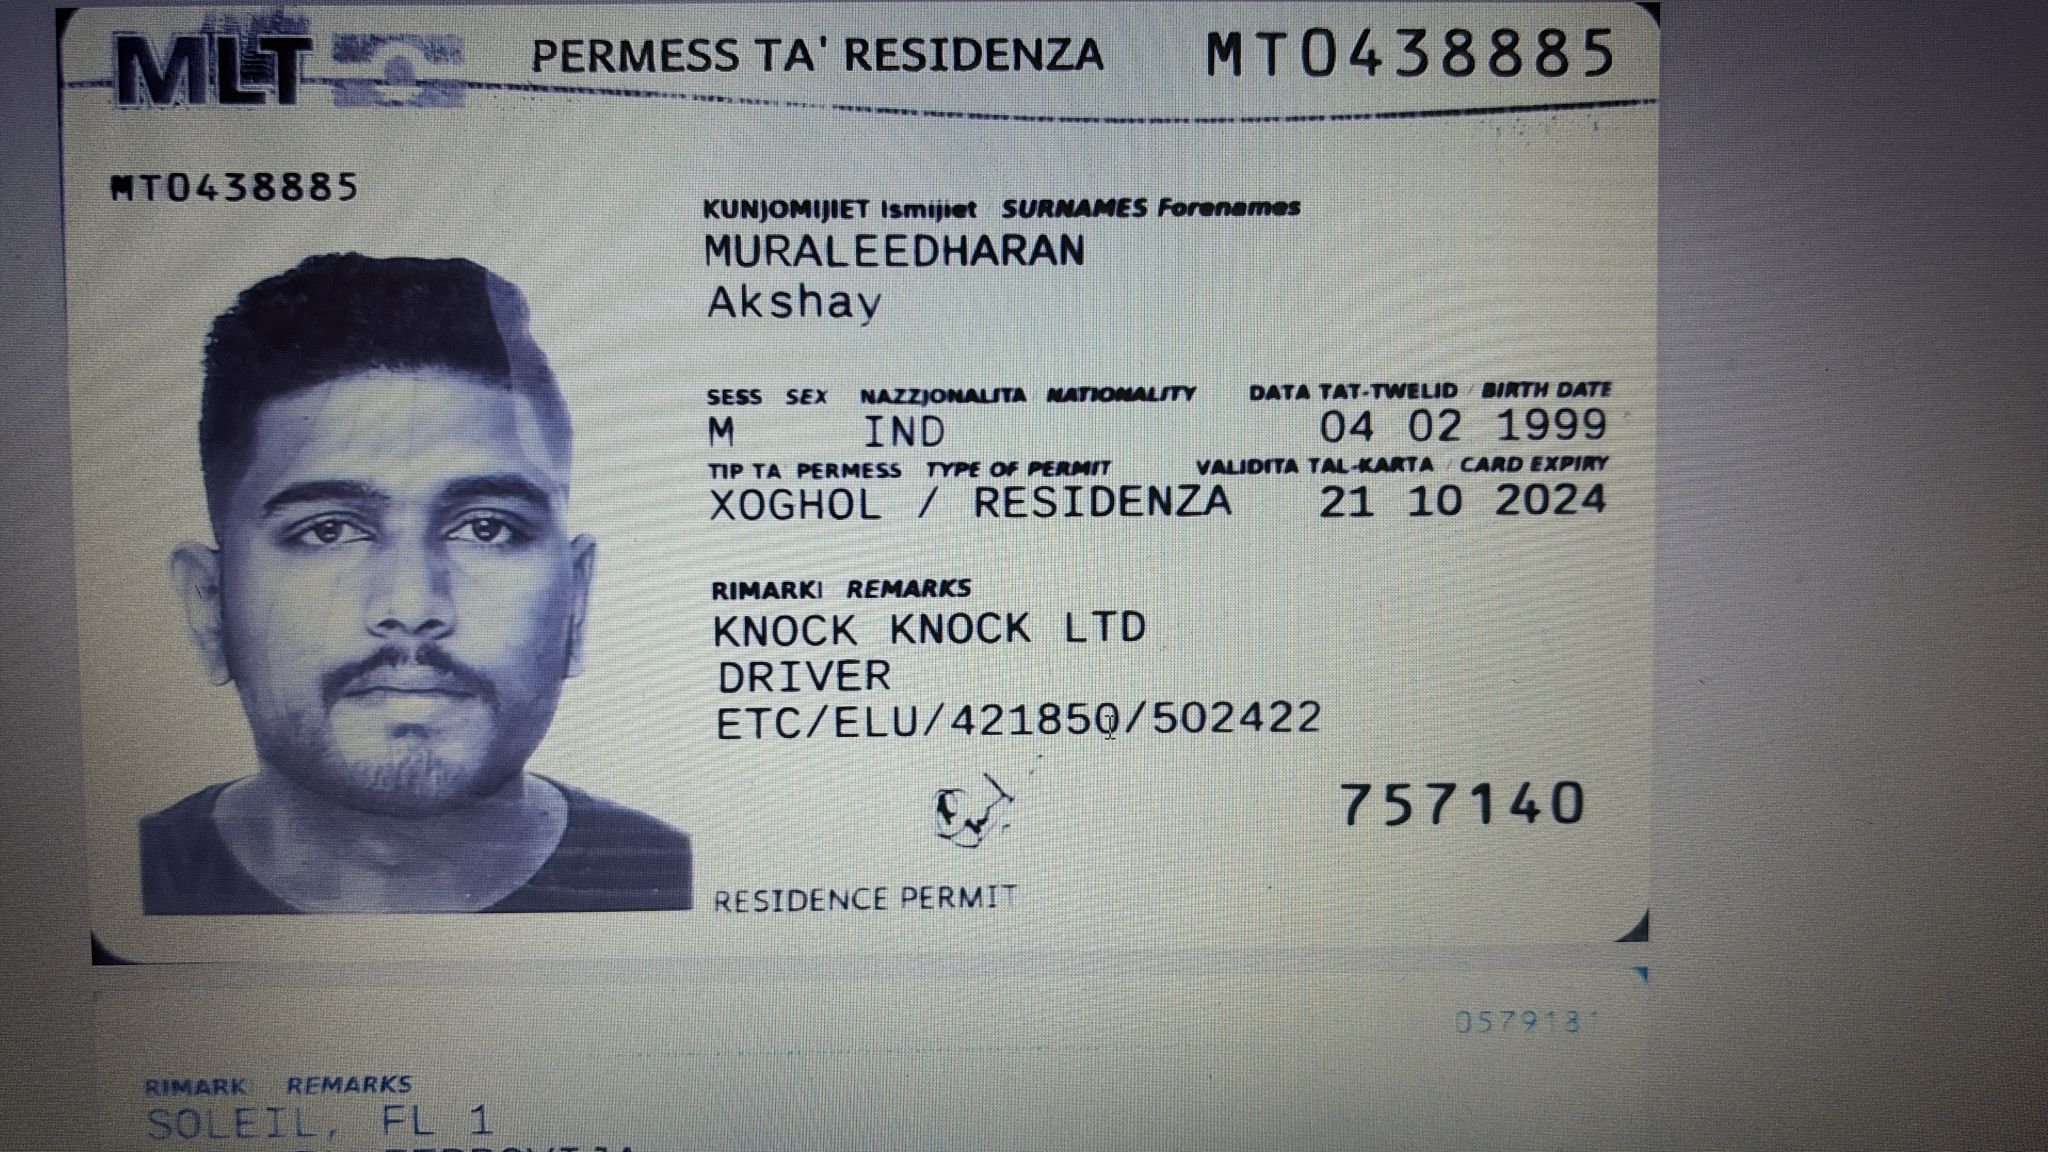 MLT PERMESS TA' RESIDENZA MT0438885
MT0438885
KUNJOMIJIET Ismijiet SURNAMES Forenames
MURALEEDHARAN
Akshay
SESS SEX NAZZJONALITA NATIONALITY DATA TAT-TWELID / BIRTH DATE
M IND 04 02 1999
TIP TA' PERMESS TYPE OF PERMIT VALIDITA TAL-KARTA / CARD EXPIRY
XOGHOL / RESIDENZA 21 10 2024
RIMARKI REMARKS
KNOCK KNOCK LTD
DRIVER
ETC/ELU/421850/502422
757140
RESIDENCE PERMIT
RIMARK REMARKS
SOLEIL, FL 1